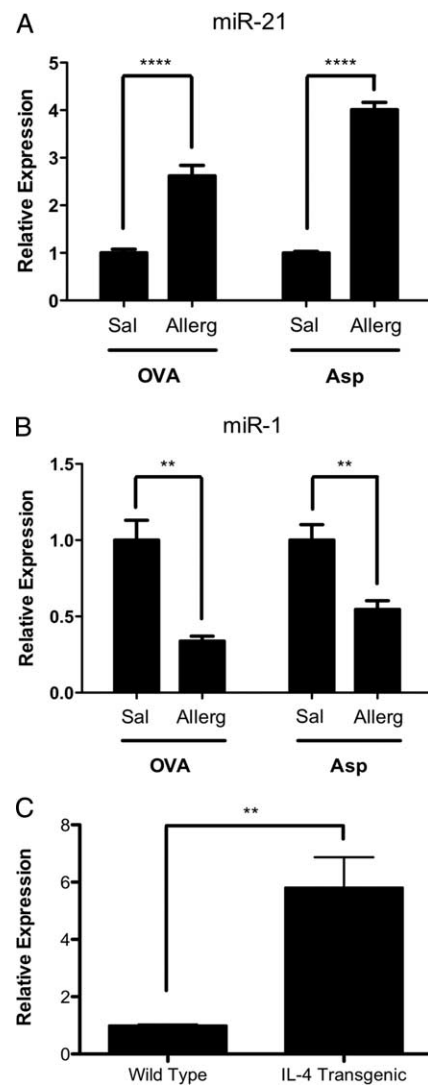 A
miR-21
Relative Expression
5
4
3
2
1
0
****
****
Sal Allerg Sal Allerg
OVA Asp
B
miR-1
Relative Expression
1.5
1.0
0.5
0.0
**
**
Sal Allerg Sal Allerg
OVA Asp
C
Relative Expression
8
6
4
2
0
**
Wild Type IL-4 Transgenic